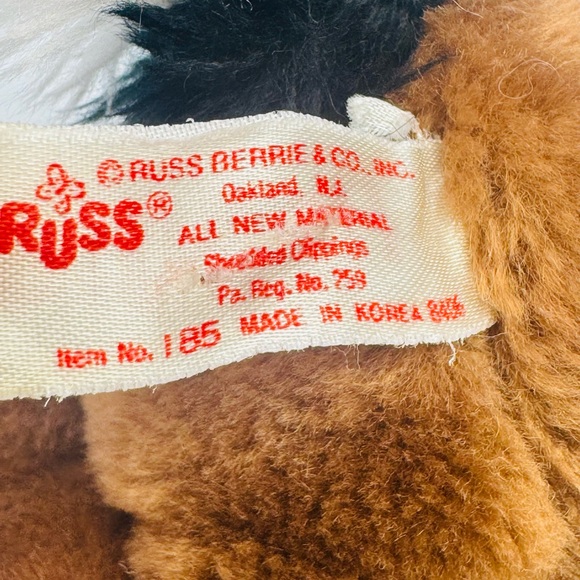 © RUSS BERRIE & CO., INC.
RUSS®
Oakland, N.J.
ALL NEW MATERIAL
Shredded Clippings
Pa. Reg. No. 759
Item No. 185 MADE IN KOREA